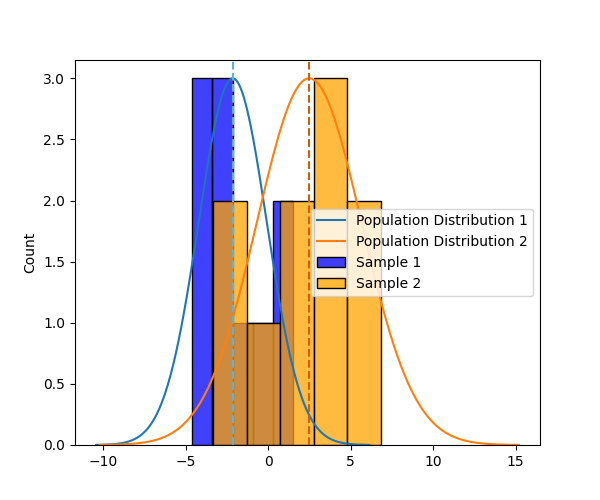 3.0
2.5
2.0
1.5
1.0
0.5
0.0
Count
Population Distribution 1
Population Distribution 2
Sample 1
Sample 2
−10 −5 0 5 10 15